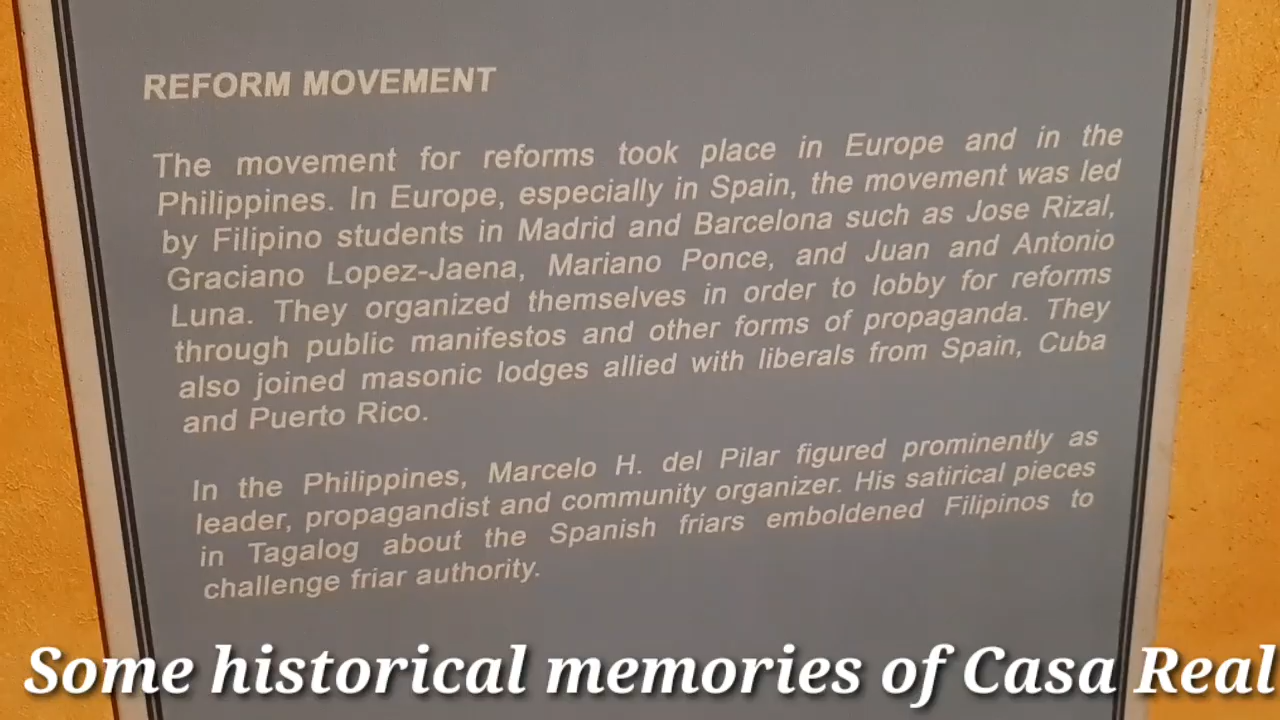 REFORM MOVEMENT
The movement for reforms took place in Europe and in the
Philippines. In Europe, especially in Spain, the movement was led
by Filipino students in Madrid and Barcelona such as Jose Rizal,
Graciano Lopez-Jaena, Mariano Ponce, and Juan and Antonio
Luna. They organized themselves in order to lobby for reforms
through public manifestos and other forms of propaganda. They
also joined masonic lodges allied with liberals from Spain, Cuba
and Puerto Rico.
In the Philippines, Marcelo H. del Pilar figured prominently as
leader, propagandist and community organizer. His satirical pieces
in Tagalog about the Spanish friars emboldened Filipinos to
challenge friar authority.
Some historical memories of Casa Real